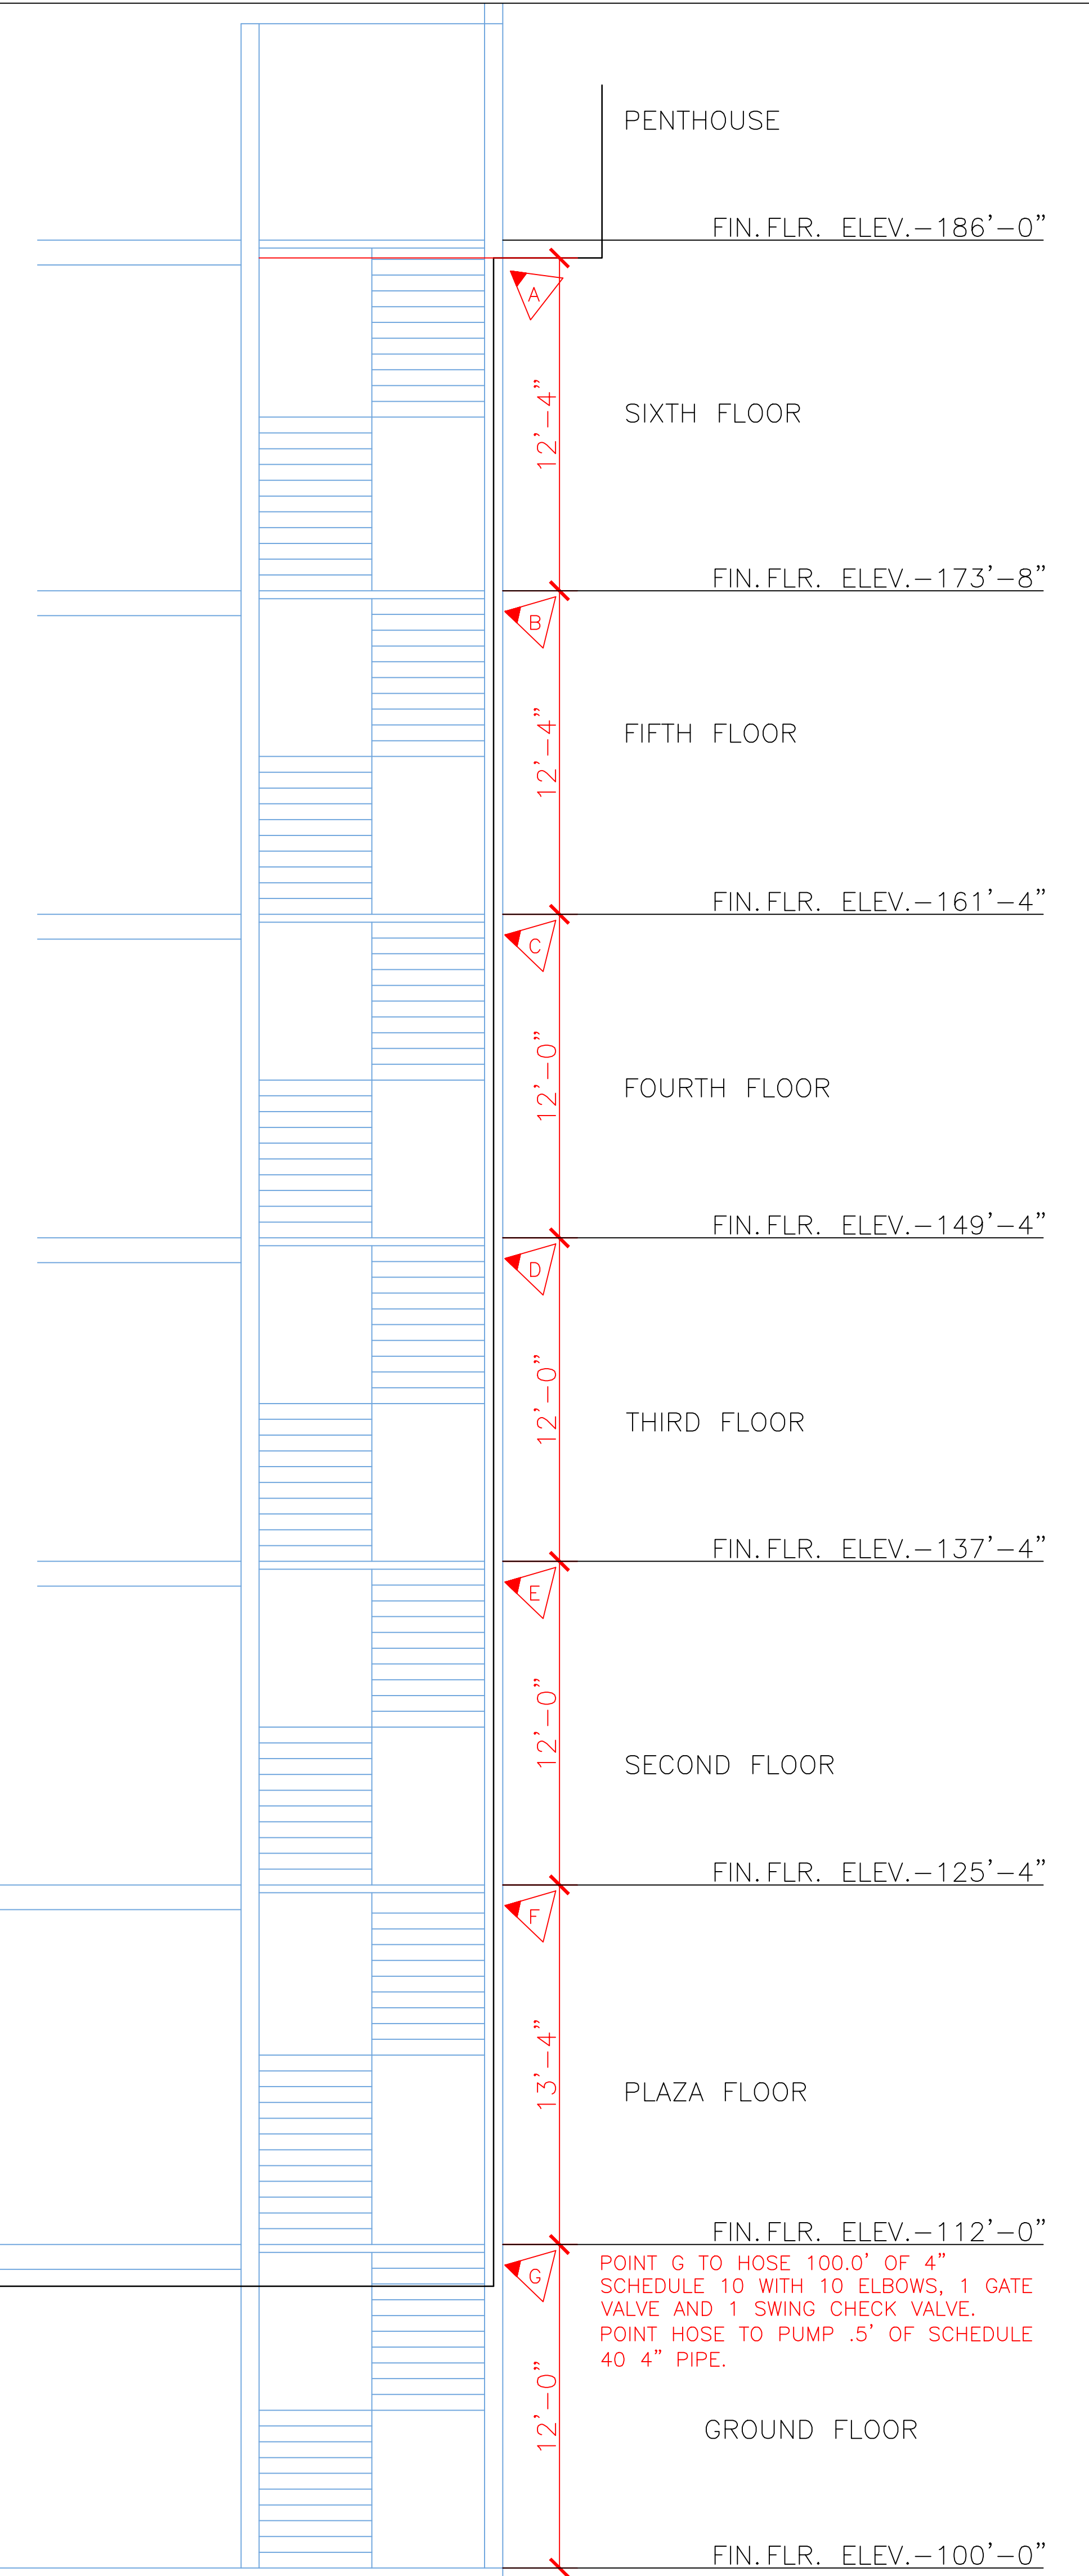 PENTHOUSE
FIN.FLR. ELEV.-186'-0"
A
12'-4"
SIXTH FLOOR
FIN.FLR. ELEV.-173'-8"
B
12'-4"
FIFTH FLOOR
FIN.FLR. ELEV.-161'-4"
C
12'-0"
FOURTH FLOOR
FIN.FLR. ELEV.-149'-4"
D
12'-0"
THIRD FLOOR
FIN.FLR. ELEV.-137'-4"
E
12'-0"
SECOND FLOOR
FIN.FLR. ELEV.-125'-4"
F
13'-4"
PLAZA FLOOR
FIN.FLR. ELEV.-112'-0"
G
POINT G TO HOSE 100.0' OF 4"
SCHEDULE 10 WITH 10 ELBOWS, 1 GATE
VALVE AND 1 SWING CHECK VALVE.
POINT HOSE TO PUMP .5' OF SCHEDULE
40 4" PIPE.
12'-0"
GROUND FLOOR
FIN.FLR. ELEV.-100'-0"